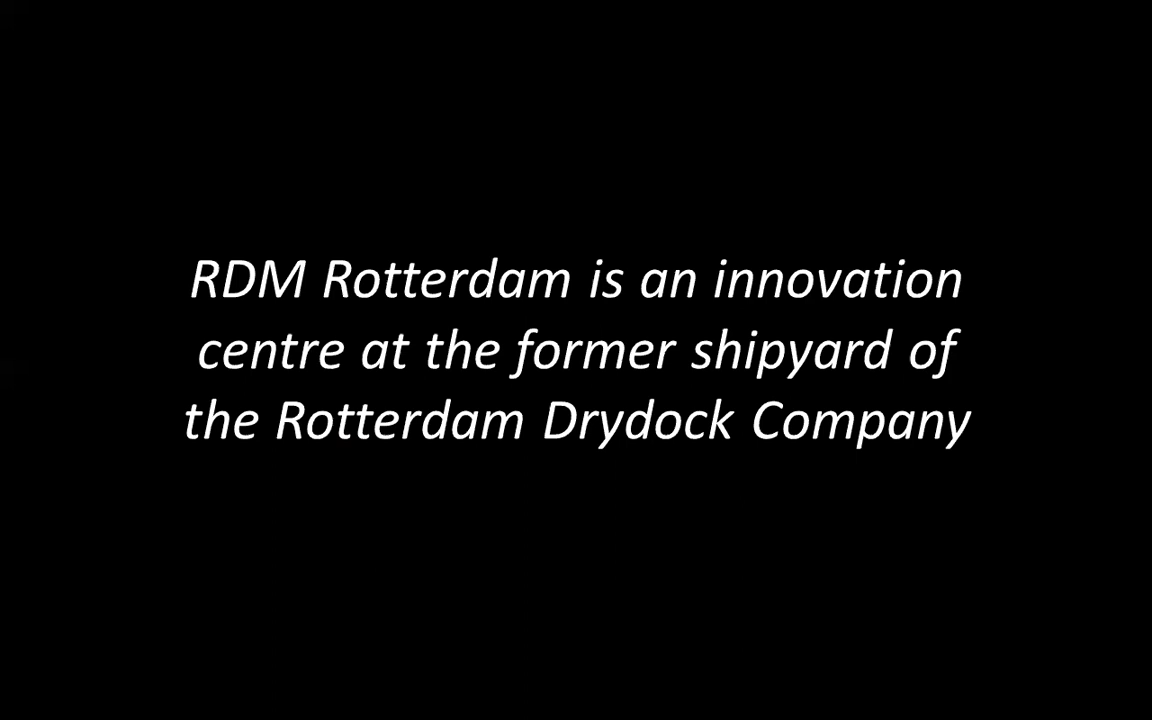 RDM Rotterdam is an innovation
centre at the former shipyard of
the Rotterdam Drydock Company